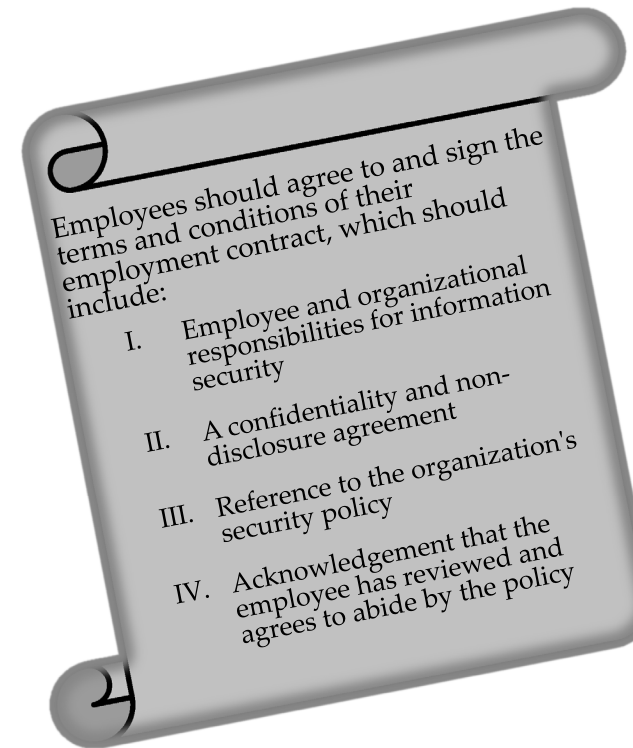 Employees should agree to and sign the
terms and conditions of their
employment contract, which should
include:
I. Employee and organizational
responsibilities for information
security
II. A confidentiality and non-
disclosure agreement
III. Reference to the organization's
security policy
IV. Acknowledgement that the
employee has reviewed and
agrees to abide by the policy